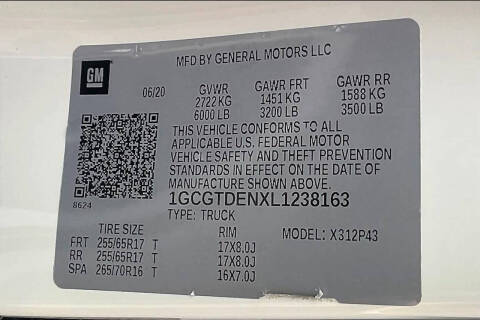 GM
MFD BY GENERAL MOTORS LLC
06/20 GVWR GAWR FRT GAWR RR
2722 KG 1451 KG 1588 KG
6000 LB 3200 LB 3500 LB
THIS VEHICLE CONFORMS TO ALL
APPLICABLE U.S. FEDERAL MOTOR
VEHICLE SAFETY AND THEFT PREVENTION
STANDARDS IN EFFECT ON THE DATE OF
MANUFACTURE SHOWN ABOVE.
8624 1GCGTDENXL1238163
TYPE: TRUCK
TIRE SIZE RIM MODEL: X312P43
FRT 255/65R17 T 17X8.0J
RR 255/65R17 T 17X8.0J
SPA 265/70R16 T 16X7.0J